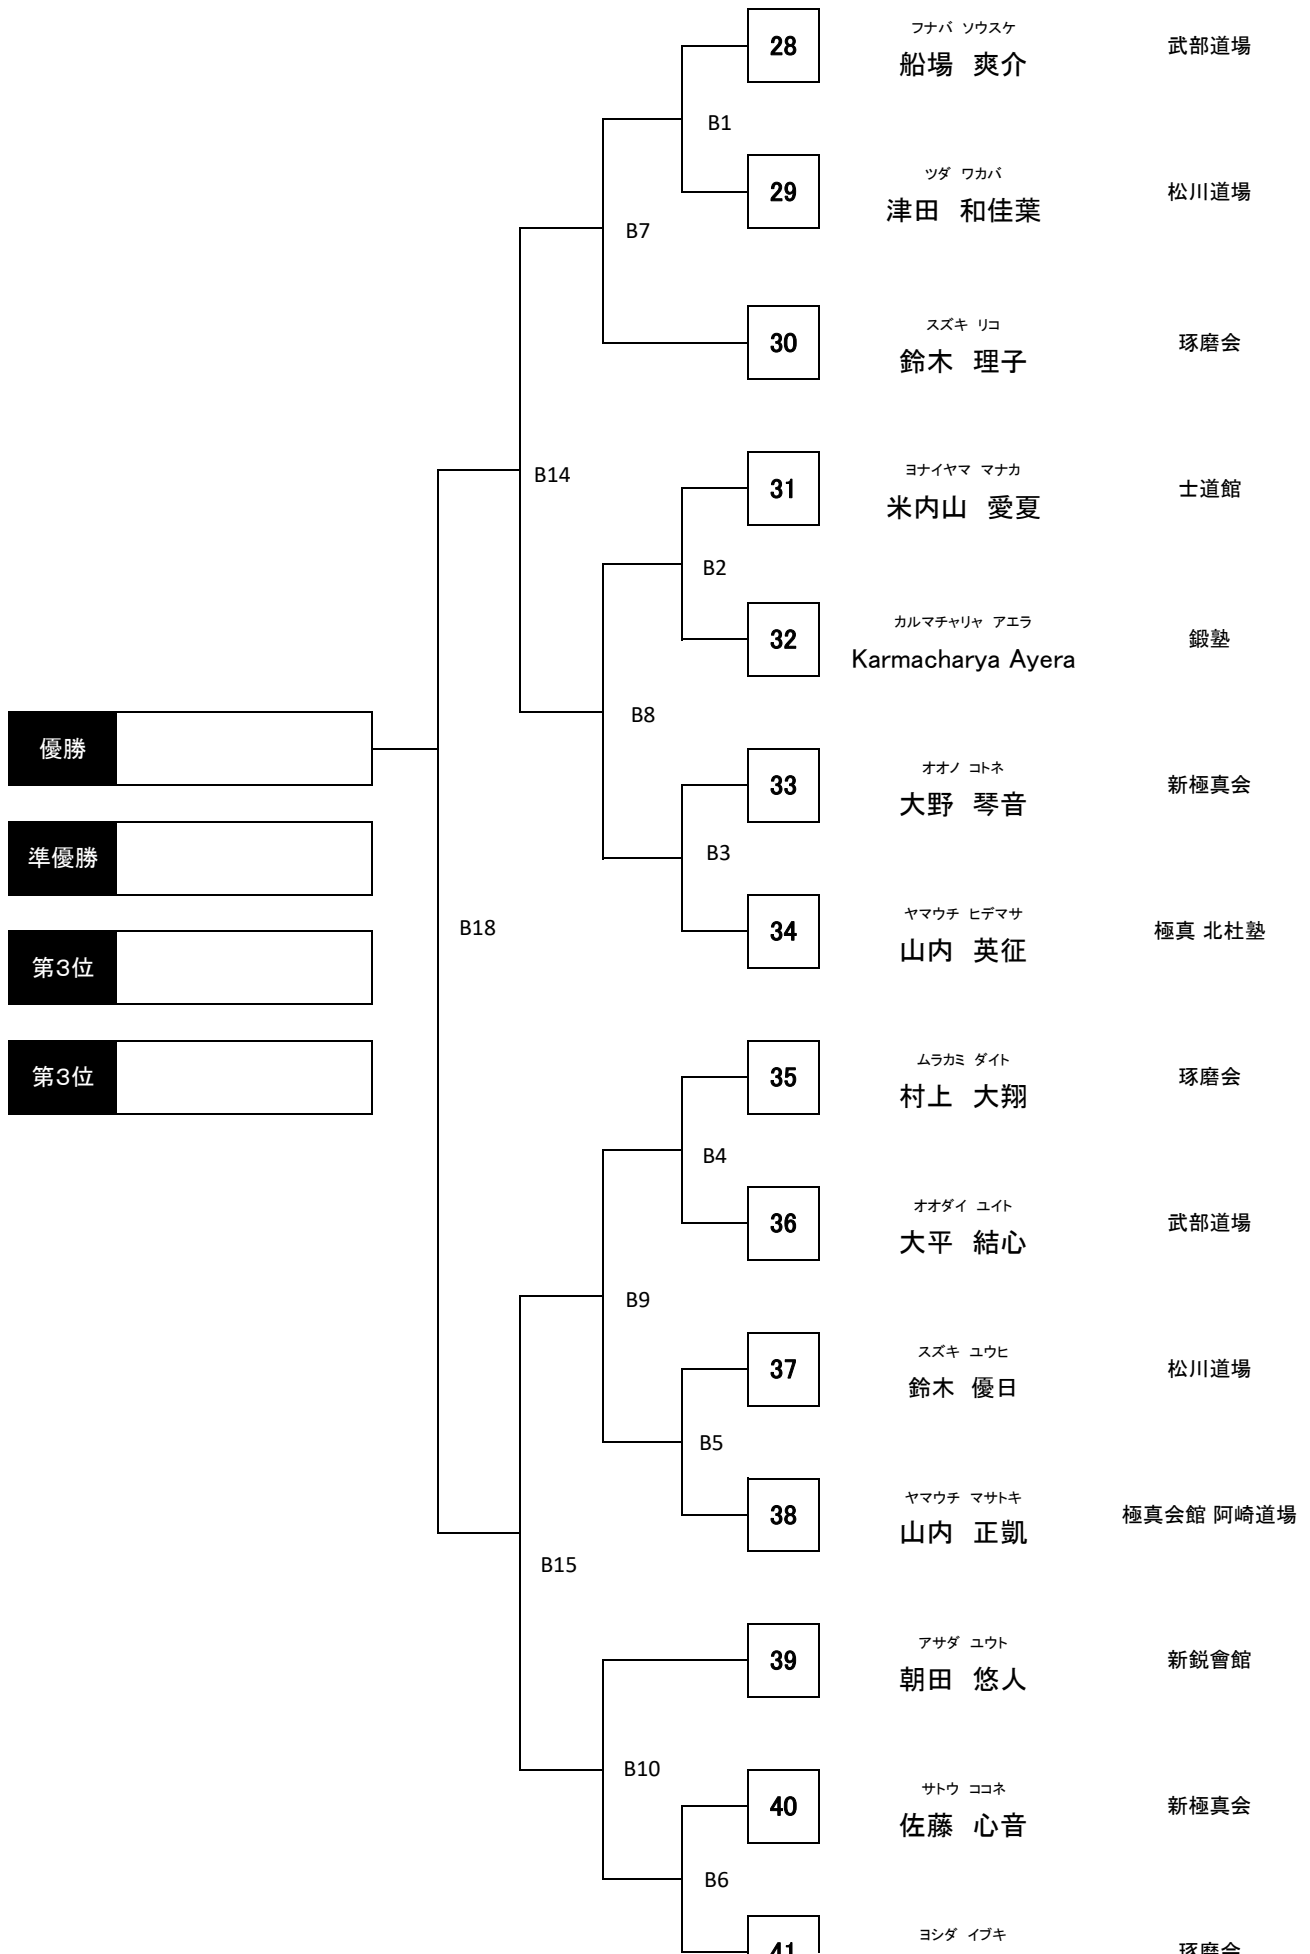 フナバ ソウスケ
28 船場 爽介 武部道場
B1
ツダ ワカバ
29 津田 和佳葉 松川道場
B7
スズキ リコ
30 鈴木 理子 琢磨会
B14
ヨナイヤマ マナカ
31 米内山 愛夏 士道館
B2
カルマチャリャ アエラ
32 Karmacharya Ayera 鍛塾
B8
優勝
オオノ コトネ
33 大野 琴音 新極真会
準優勝
B3
ヤマウチ ヒデマサ
34 山内 英征 極真 北杜塾
B18
第3位
第3位
ムラカミ ダイト
35 村上 大翔 琢磨会
B4
オオダイ ユイト
36 大平 結心 武部道場
B9
スズキ ユウヒ
37 鈴木 優日 松川道場
B5
ヤマウチ マサトキ
38 山内 正凱 極真会館 阿崎道場
B15
アサダ ユウト
39 朝田 悠人 新鋭會館
B10
サトウ ココネ
40 佐藤 心音 新極真会
B6
ヨシダ イブキ
41 琢磨会